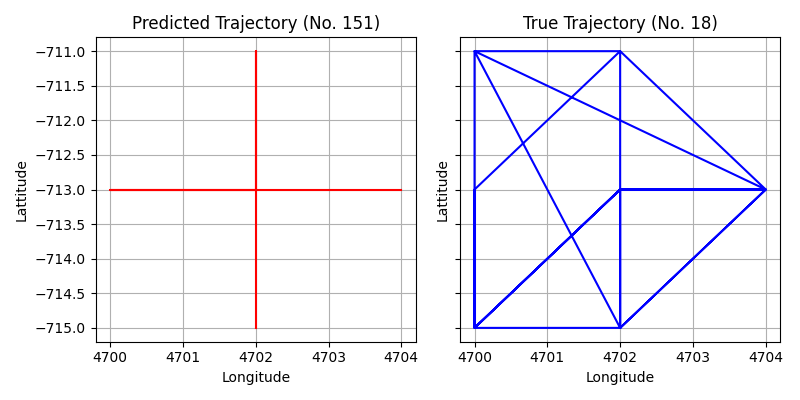 Predicted Trajectory (No. 151)
Lattitude
−711.0
−711.5
−712.0
−712.5
−713.0
−713.5
−714.0
−714.5
−715.0
4700 4701 4702 4703 4704
Longitude
True Trajectory (No. 18)
Lattitude
4700 4701 4702 4703 4704
Longitude